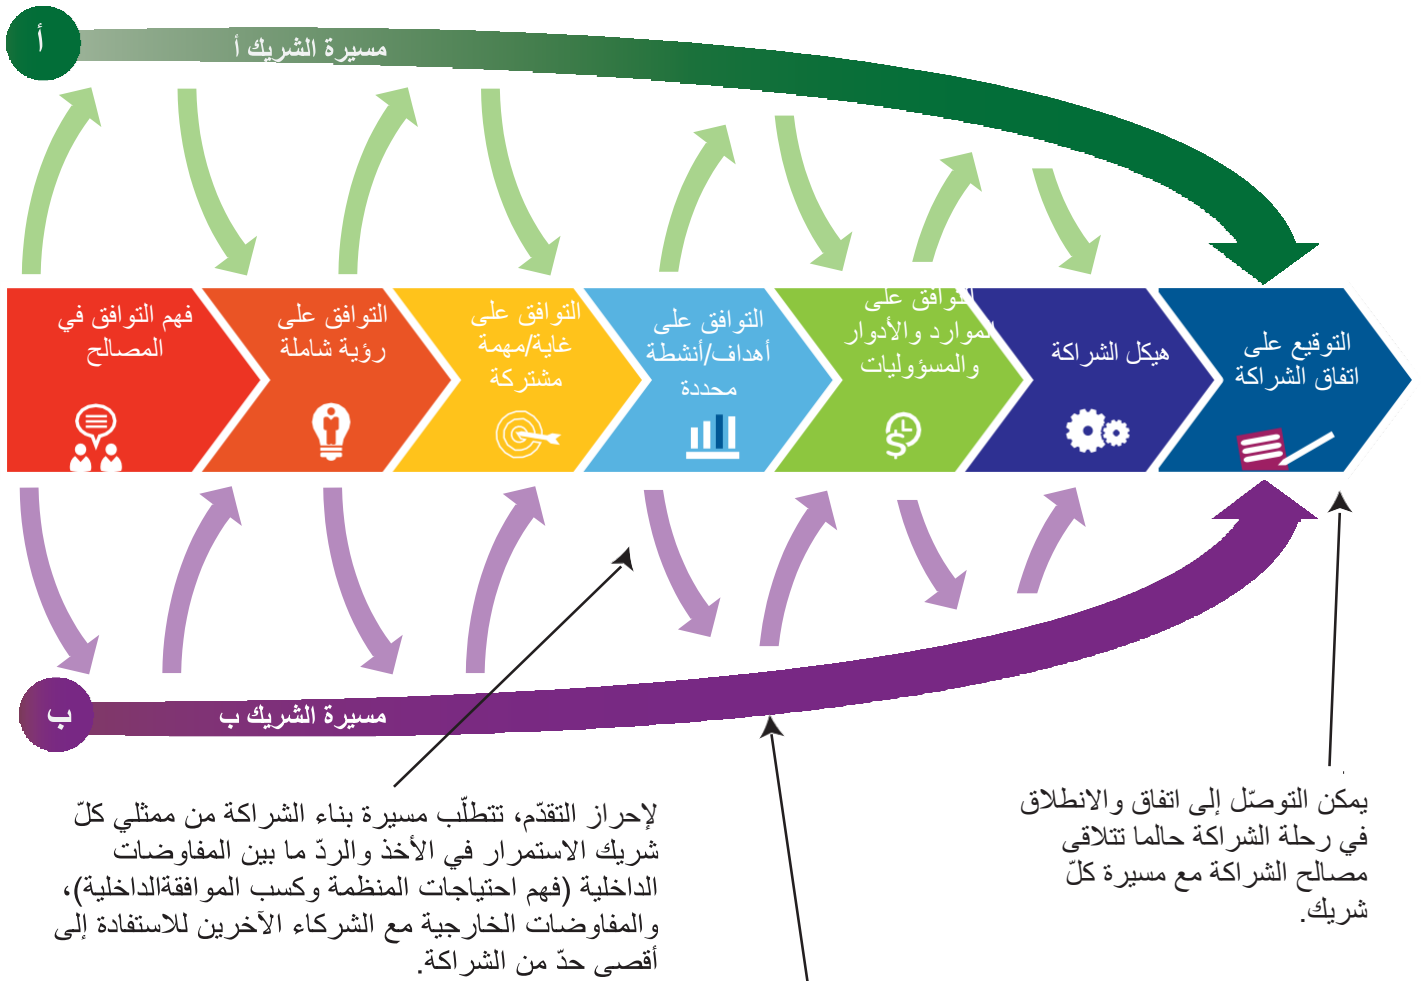 أ
مسيرة الشريك أ
فهم التوافق في
المصالح
التوافق على
رؤية شاملة
التوافق على
غاية/مهمة
مشتركة
التوافق على
أهداف/أنشطة
محددة
التوافق على
الموارد والأدوار
والمسؤوليات
هيكل الشراكة
التوقيع على
اتفاق الشراكة
ب
مسيرة الشريك ب
لإحراز التقدّم، تتطلّب مسيرة بناء الشراكة من ممثلي كلّ
شريك الاستمرار في الأخذ والردّ ما بين المفاوضات
الداخلية (فهم احتياجات المنظمة وكسب الموافقةالداخلية)،
والمفاوضات الخارجية مع الشركاء الآخرين للاستفادة إلى
أقصى حدّ من الشراكة.
يمكن التوصّل إلى اتفاق والانطلاق
في رحلة الشراكة حالما تتلاقى
مصالح الشراكة مع مسيرة كلّ
شريك.